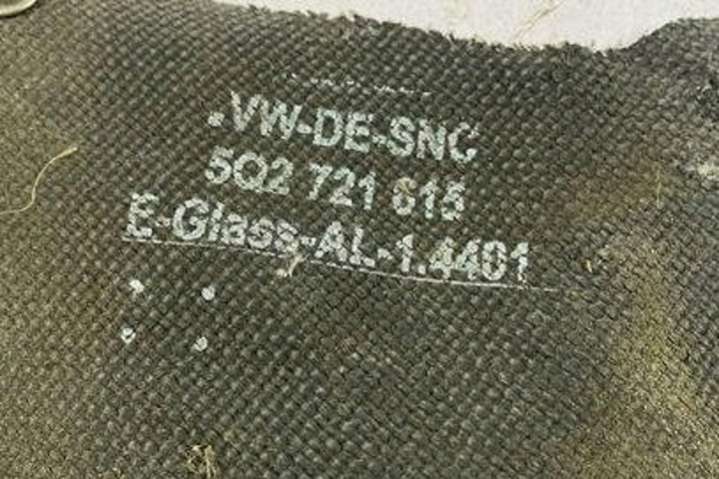 .VW-DE-SNC
5Q2 721 615
E-Glass-AL-1.4401